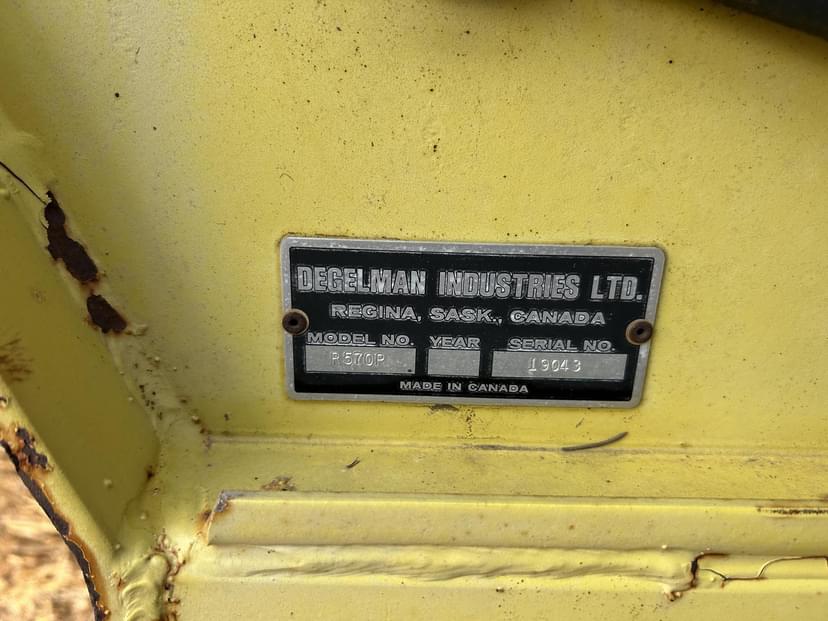 DEGELMAN INDUSTRIES LTD.
REGINA, SASK., CANADA
MODEL NO. YEAR SERIAL NO.
R570P 19043
MADE IN CANADA